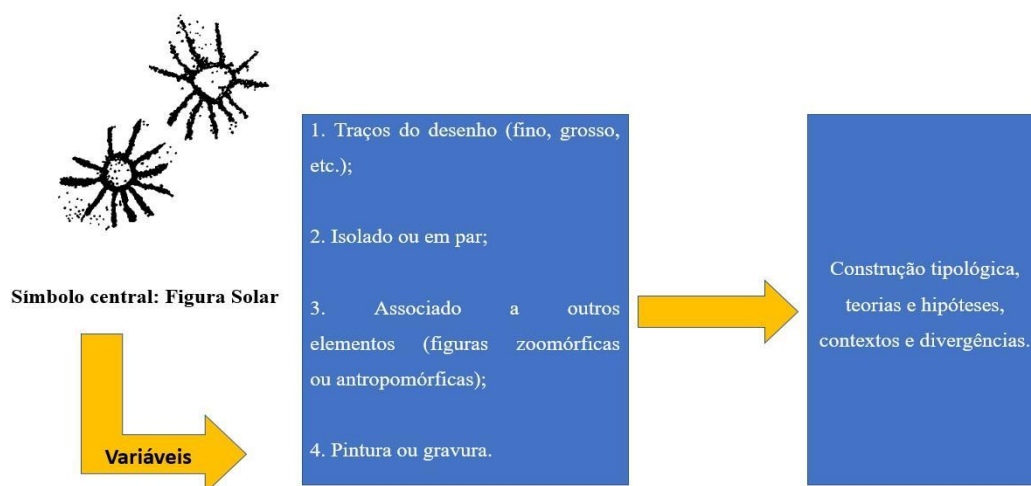 Símbolo central: Figura Solar
Variáveis
1. Traços do desenho (fino, grosso,
etc.);
2. Isolado ou em par;
3. Associado a outros
elementos (figuras zoomórficas
ou antropomórficas);
4. Pintura ou gravura.
Construção tipológica,
teorias e hipóteses,
contextos e divergências.